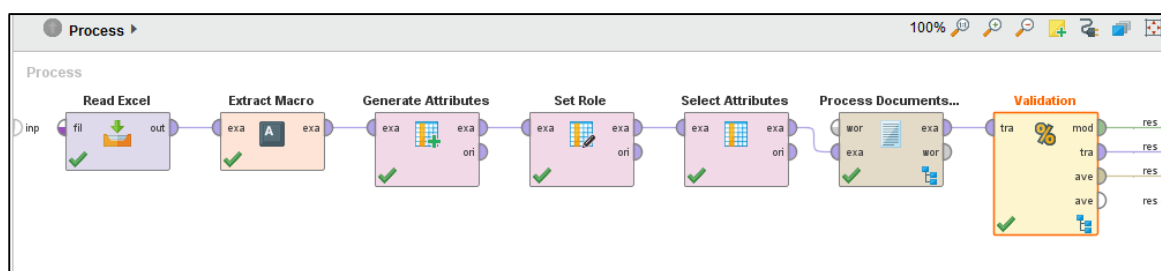 Process
100%
Process
Read Excel
Extract Macro
Generate Attributes
Set Role
Select Attributes
Process Documents...
Validation
inp
fil
out
exa
exa
exa
exa
ori
exa
exa
ori
exa
exa
ori
wor
exa
exa
wor
tra
mod
tra
ave
ave
res
res
res
res